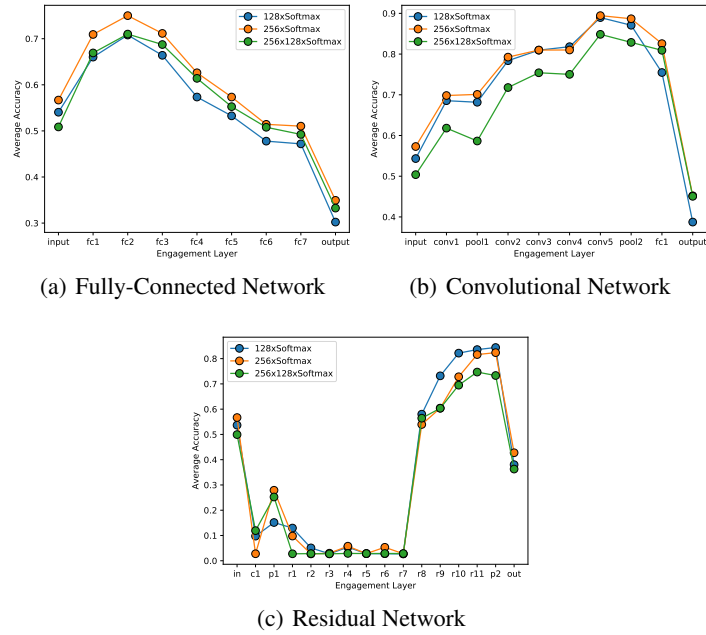 0.7
0.6
0.5
0.4
0.3
Average Accuracy
128xSoftmax
256xSoftmax
256x128xSoftmax
input fc1 fc2 fc3 fc4 fc5 fc6 fc7 output
Engagement Layer
(a) Fully-Connected Network
0.9
0.8
0.7
0.6
0.5
0.4
Average Accuracy
128xSoftmax
256xSoftmax
256x128xSoftmax
input conv1 pool1 conv2 conv3 conv4 conv5 pool2 fc1 output
Engagement Layer
(b) Convolutional Network
0.8
0.7
0.6
0.5
0.4
0.3
0.2
0.1
0.0
Average Accuracy
128xSoftmax
256xSoftmax
256x128xSoftmax
in c1 p1 r1 r2 r3 r4 r5 r6 r7 r8 r9 r10 r11 p2 out
Engagement Layer
(c) Residual Network